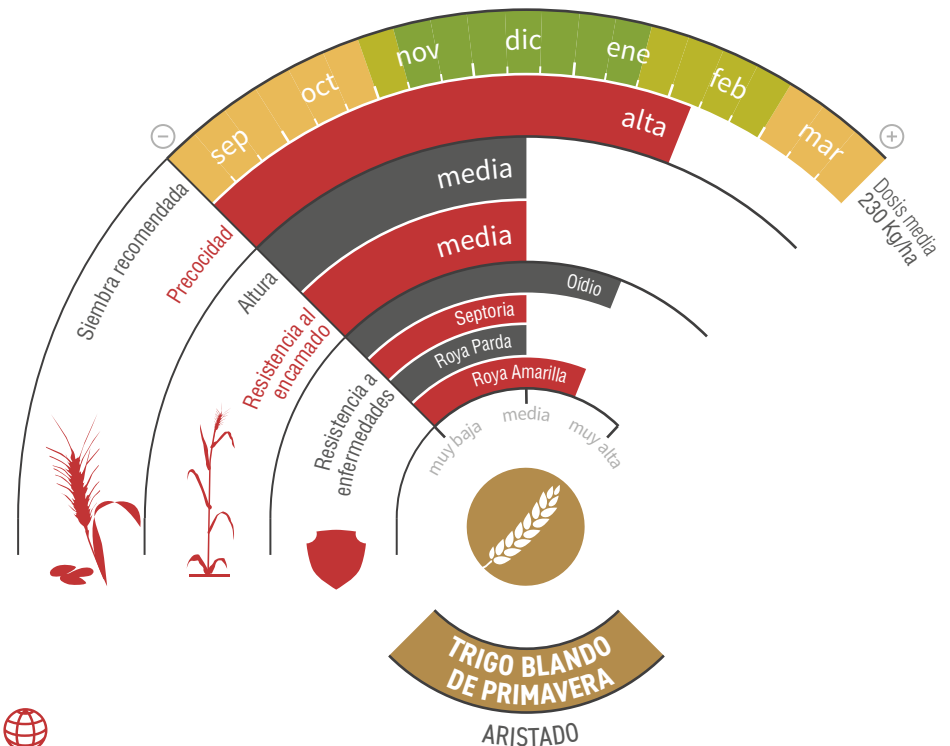 sep
oct
nov
dic
ene
feb
mar
−
+
Dosis media
230 Kg/ha
Siembra recomendada
Precocidad
alta
Altura
media
Resistencia al
encamado
media
Resistencia a
enfermedades
Oídio
Septoria
Roya Parda
Roya Amarilla
muy baja
media
muy alta
TRIGO BLANDO
DE PRIMAVERA
ARISTADO